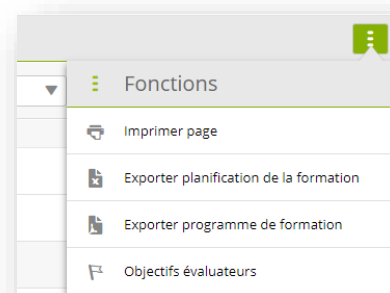 Fonctions
Imprimer page
Exporter planification de la formation
Exporter programme de formation
Objectifs évaluateurs